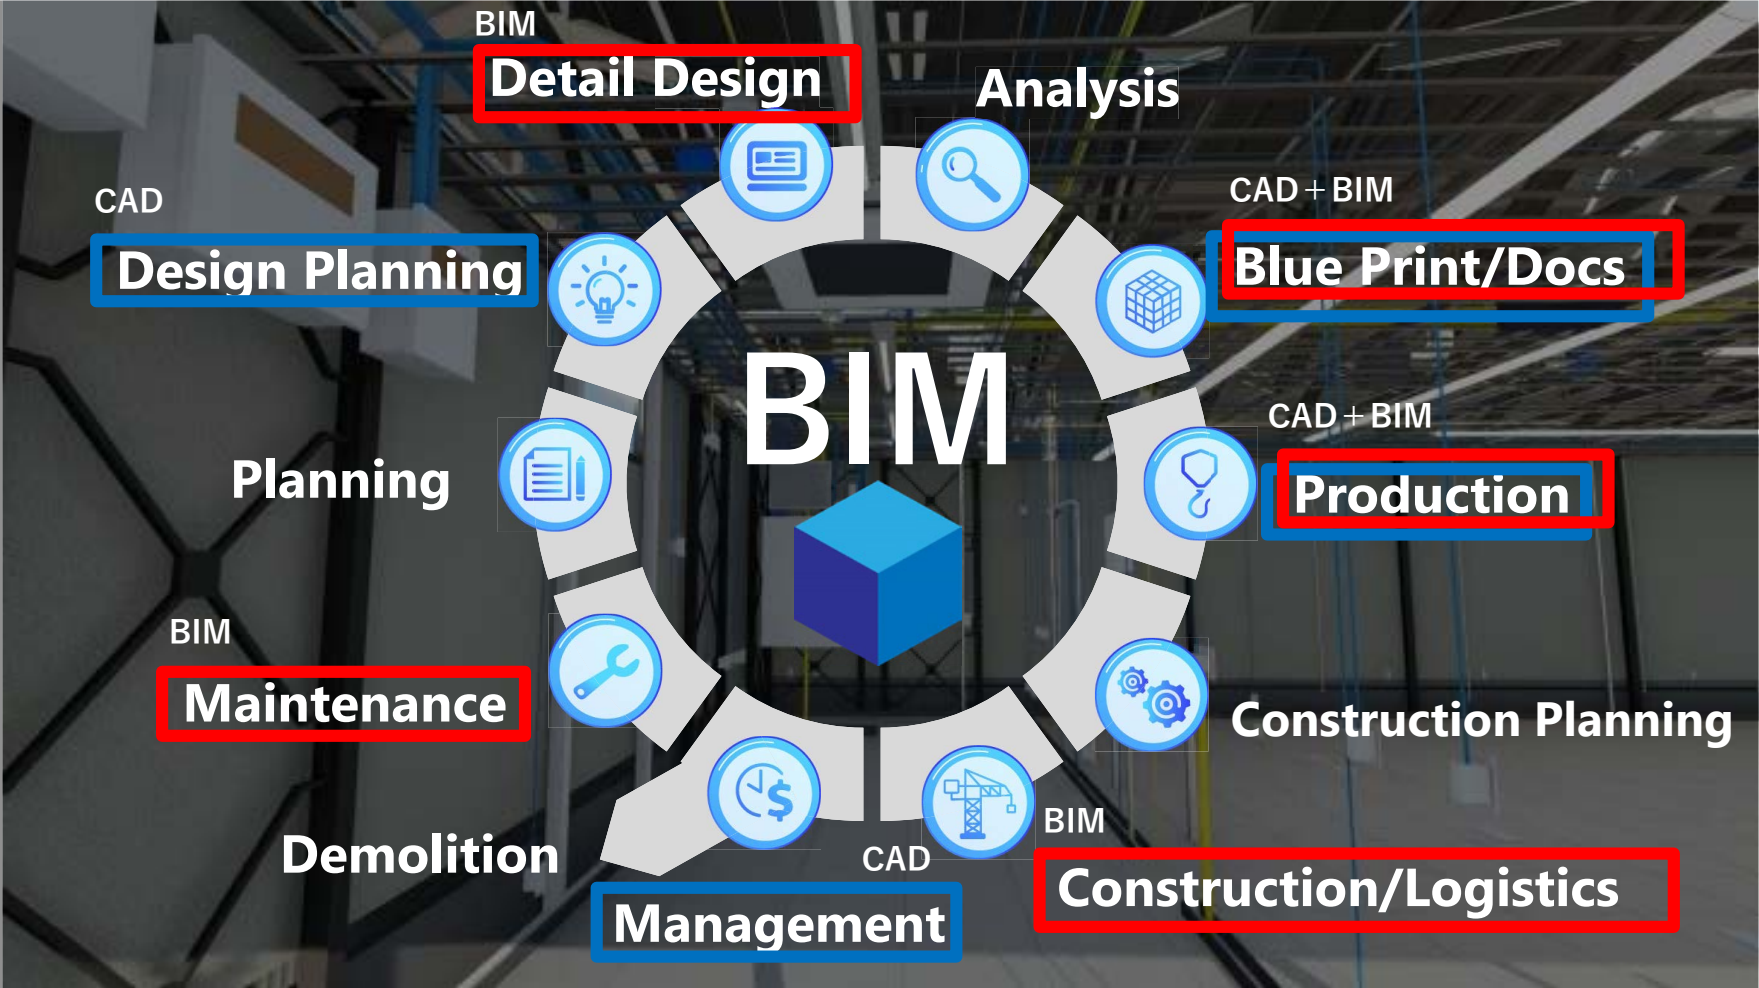 BIM
Detail Design
Analysis
CAD
Design Planning
CAD+BIM
Blue Print/Docs
BIM
CAD+BIM
Production
Planning
BIM
Maintenance
Construction Planning
Demolition
CAD
Management
BIM
Construction/Logistics
$